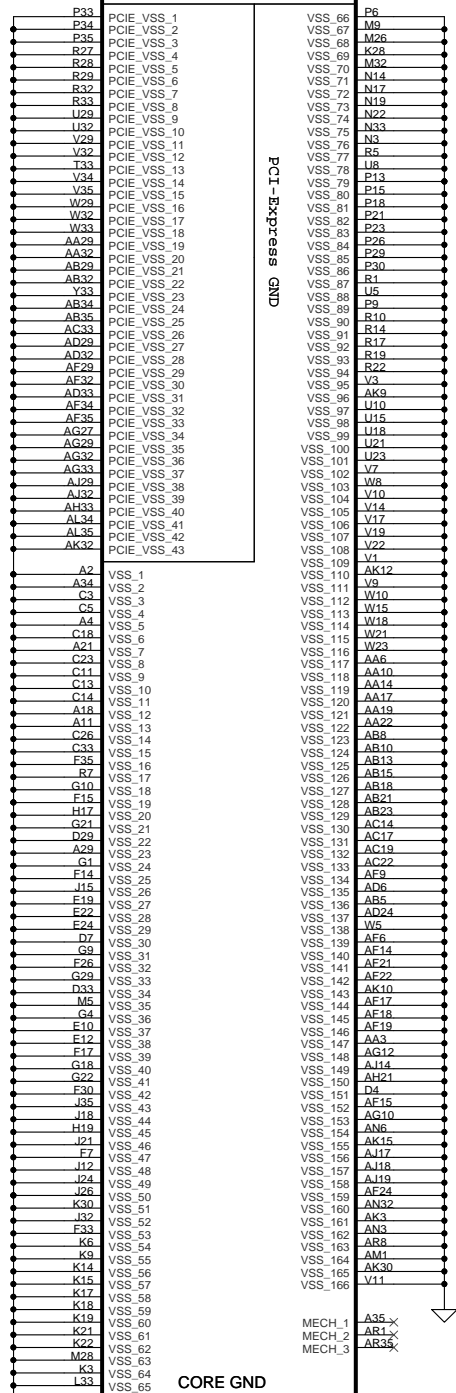 P33 PCIE_VSS_1
P34 PCIE_VSS_2
P35 PCIE_VSS_3
R27 PCIE_VSS_4
R28 PCIE_VSS_5
R29 PCIE_VSS_6
R32 PCIE_VSS_7
R33 PCIE_VSS_8
U29 PCIE_VSS_9
U32 PCIE_VSS_10
V29 PCIE_VSS_11
V32 PCIE_VSS_12
T33 PCIE_VSS_13
V34 PCIE_VSS_14
V35 PCIE_VSS_15
W29 PCIE_VSS_16
W32 PCIE_VSS_17
W33 PCIE_VSS_18
AA29 PCIE_VSS_19
AA32 PCIE_VSS_20
AB29 PCIE_VSS_21
AB32 PCIE_VSS_22
Y33 PCIE_VSS_23
AB34 PCIE_VSS_24
AB35 PCIE_VSS_25
AC33 PCIE_VSS_26
AD29 PCIE_VSS_27
AD32 PCIE_VSS_28
AF29 PCIE_VSS_29
AF32 PCIE_VSS_30
AD33 PCIE_VSS_31
AF34 PCIE_VSS_32
AF35 PCIE_VSS_33
AG27 PCIE_VSS_34
AG29 PCIE_VSS_35
AG32 PCIE_VSS_36
AG33 PCIE_VSS_37
AJ29 PCIE_VSS_38
AJ32 PCIE_VSS_39
AH33 PCIE_VSS_40
AL34 PCIE_VSS_41
AL35 PCIE_VSS_42
AK32 PCIE_VSS_43
PCI-Express GND
A2 VSS_1
A34 VSS_2
C3 VSS_3
C5 VSS_4
A4 VSS_5
C18 VSS_6
A21 VSS_7
C23 VSS_8
C11 VSS_9
C13 VSS_10
C14 VSS_11
A18 VSS_12
A11 VSS_13
C26 VSS_14
C33 VSS_15
F35 VSS_16
R7 VSS_17
G10 VSS_18
F15 VSS_19
H17 VSS_20
G21 VSS_21
D29 VSS_22
A29 VSS_23
G1 VSS_24
F14 VSS_25
J15 VSS_26
E19 VSS_27
E22 VSS_28
E24 VSS_29
D7 VSS_30
G9 VSS_31
F26 VSS_32
G29 VSS_33
D33 VSS_34
M5 VSS_35
G4 VSS_36
E10 VSS_37
E12 VSS_38
F17 VSS_39
G18 VSS_40
G22 VSS_41
F30 VSS_42
J35 VSS_43
J18 VSS_44
H19 VSS_45
J21 VSS_46
F7 VSS_47
J12 VSS_48
J24 VSS_49
J26 VSS_50
K30 VSS_51
J32 VSS_52
F33 VSS_53
K6 VSS_54
K9 VSS_55
K14 VSS_56
K15 VSS_57
K17 VSS_58
K18 VSS_59
K19 VSS_60
K21 VSS_61
K22 VSS_62
M28 VSS_63
K3 VSS_64
L33 VSS_65
VSS_66 P6
VSS_67 M9
VSS_68 M26
VSS_69 K28
VSS_70 M32
VSS_71 N14
VSS_72 N17
VSS_73 N19
VSS_74 N22
VSS_75 N33
VSS_76 N3
VSS_77 R5
VSS_78 U8
VSS_79 P13
VSS_80 P15
VSS_81 P18
VSS_82 P21
VSS_83 P23
VSS_84 P26
VSS_85 P29
VSS_86 P30
VSS_87 R1
VSS_88 U5
VSS_89 P9
VSS_90 R10
VSS_91 R14
VSS_92 R17
VSS_93 R19
VSS_94 R22
VSS_95 V3
VSS_96 AK9
VSS_97 U10
VSS_98 U15
VSS_99 U18
VSS_100 U21
VSS_101 U23
VSS_102 V7
VSS_103 W8
VSS_104 V10
VSS_105 V14
VSS_106 V17
VSS_107 V19
VSS_108 V22
VSS_109 V1
VSS_110 AK12
VSS_111 V9
VSS_112 W10
VSS_113 W15
VSS_114 W18
VSS_115 W21
VSS_116 W23
VSS_117 AA6
VSS_118 AA10
VSS_119 AA14
VSS_120 AA17
VSS_121 AA19
VSS_122 AA22
VSS_123 AB8
VSS_124 AB10
VSS_125 AB13
VSS_126 AB15
VSS_127 AB18
VSS_128 AB21
VSS_129 AB23
VSS_130 AC14
VSS_131 AC17
VSS_132 AC19
VSS_133 AC22
VSS_134 AF9
VSS_135 AD6
VSS_136 AB5
VSS_137 AD24
VSS_138 W5
VSS_139 AF6
VSS_140 AF14
VSS_141 AF21
VSS_142 AF22
VSS_143 AK10
VSS_144 AF17
VSS_145 AF18
VSS_146 AF19
VSS_147 AA3
VSS_148 AG12
VSS_149 AJ14
VSS_150 AH21
VSS_151 D4
VSS_152 AF15
VSS_153 AG10
VSS_154 AN6
VSS_155 AK15
VSS_156 AJ17
VSS_157 AJ18
VSS_158 AJ19
VSS_159 AF24
VSS_160 AN32
VSS_161 AK3
VSS_162 AN3
VSS_163 AR8
VSS_164 AM1
VSS_165 AK30
VSS_166 V11
MECH_1 A35
MECH_2 AR1
MECH_3 AR35
CORE GND